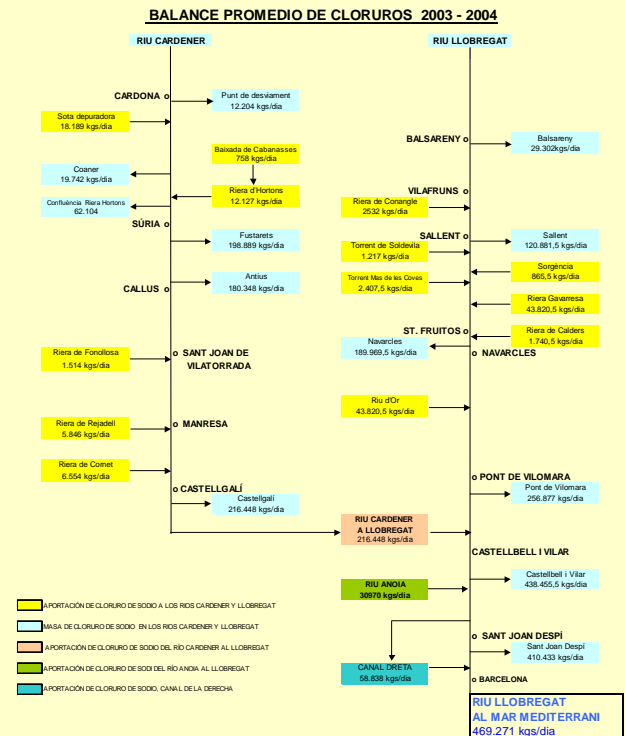 BALANCE PROMEDIO DE CLORUROS 2003 - 2004
RIU CARDENER
CARDONA o
Punt de desviament
12.204 kgs/dia
Sota depuradora
18.189 kgs/dia
Baixada de Cabanasses
758 kgs/dia
Coaner
19.742 kgs/dia
Riera d'Hortons
12.127 kgs/dia
Confluència Riera Hortons
62.104
SÚRIA o
Fustarets
198.889 kgs/dia
Antius
180.348 kgs/dia
CALLUS o
Riera de Fonollosa
1.514 kgs/dia
o SANT JOAN DE
VILATORRADA
Riera de Rejadell
5.846 kgs/dia
o MANRESA
Riera de Cornet
6.554 kgs/dia
o CASTELLGALÍ
Castellgalí
216.448 kgs/dia
RIU LLOBREGAT
BALSARENY o
Balsareny
29.302kgs/dia
VILAFRUNS o
Riera de Conangle
2532 kgs/dia
SALLENT o
Sallent
120.881,5 kgs/dia
Torrent de Soldevila
1.217 kgs/dia
Sorgència
865,5 kgs/dia
Torrent Mas de les Coves
2.407,5 kgs/dia
Riera Gavarresa
43.820,5 kgs/dia
ST. FRUITOS o
Riera de Calders
1.740,5 kgs/dia
Navarcles
189.969,5 kgs/dia
o NAVARCLES
Riu d'Or
43.820,5 kgs/dia
o PONT DE VILOMARA
Pont de Vilomara
256.877 kgs/dia
RIU CARDENER
A LLOBREGAT
216.448 kgs/dia
CASTELLBELL I VILAR
Castellbell i Vilar
438.455,5 kgs/dia
RIU ANOIA
30970 kgs/dia
o SANT JOAN DESPÍ
Sant Joan Despí
410.433 kgs/dia
CANAL DRETA
58.838 kgs/dia
o BARCELONA
RIU LLOBREGAT
AL MAR MEDITERRANI
469.271 kgs/dia
APORTACIÓN DE CLORURO DE SODIO A LOS RIOS CARDENER Y LLOBREGAT
MASA DE CLORURO DE SODIO EN LOS RIOS CARDENER Y LLOBREGAT
APORTACIÓN DE CLORURO DE SODIO DEL RÍO CARDENER AL LLOBREGAT
APORTACIÓN DE CLORURO DE SODI DEL RÍO ANOIA AL LLOBREGAT
APORTACIÓN DE CLORURO DE SODIO, CANAL DE LA DERECHA